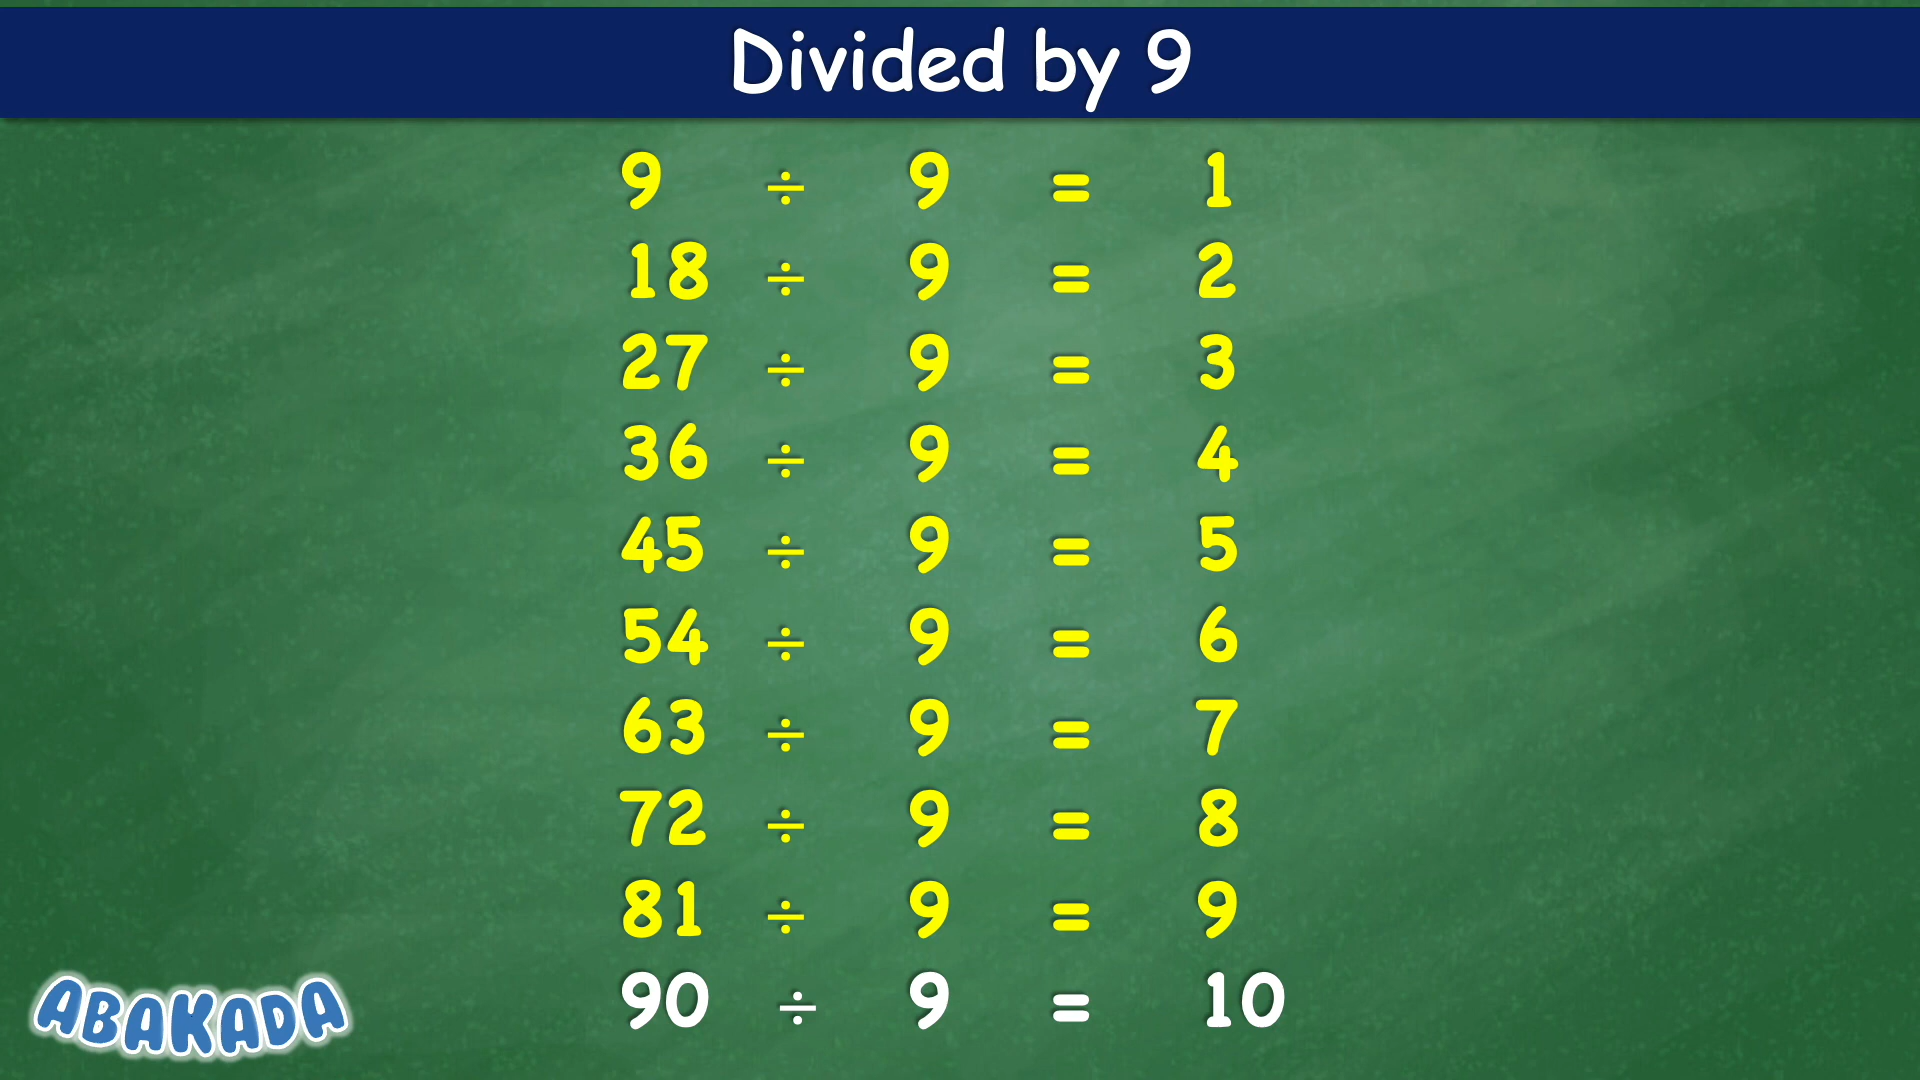 Divided by 9
9 ÷ 9 = 1
18 ÷ 9 = 2
27 ÷ 9 = 3
36 ÷ 9 = 4
45 ÷ 9 = 5
54 ÷ 9 = 6
63 ÷ 9 = 7
72 ÷ 9 = 8
81 ÷ 9 = 9
90 ÷ 9 = 10
ABAKADA